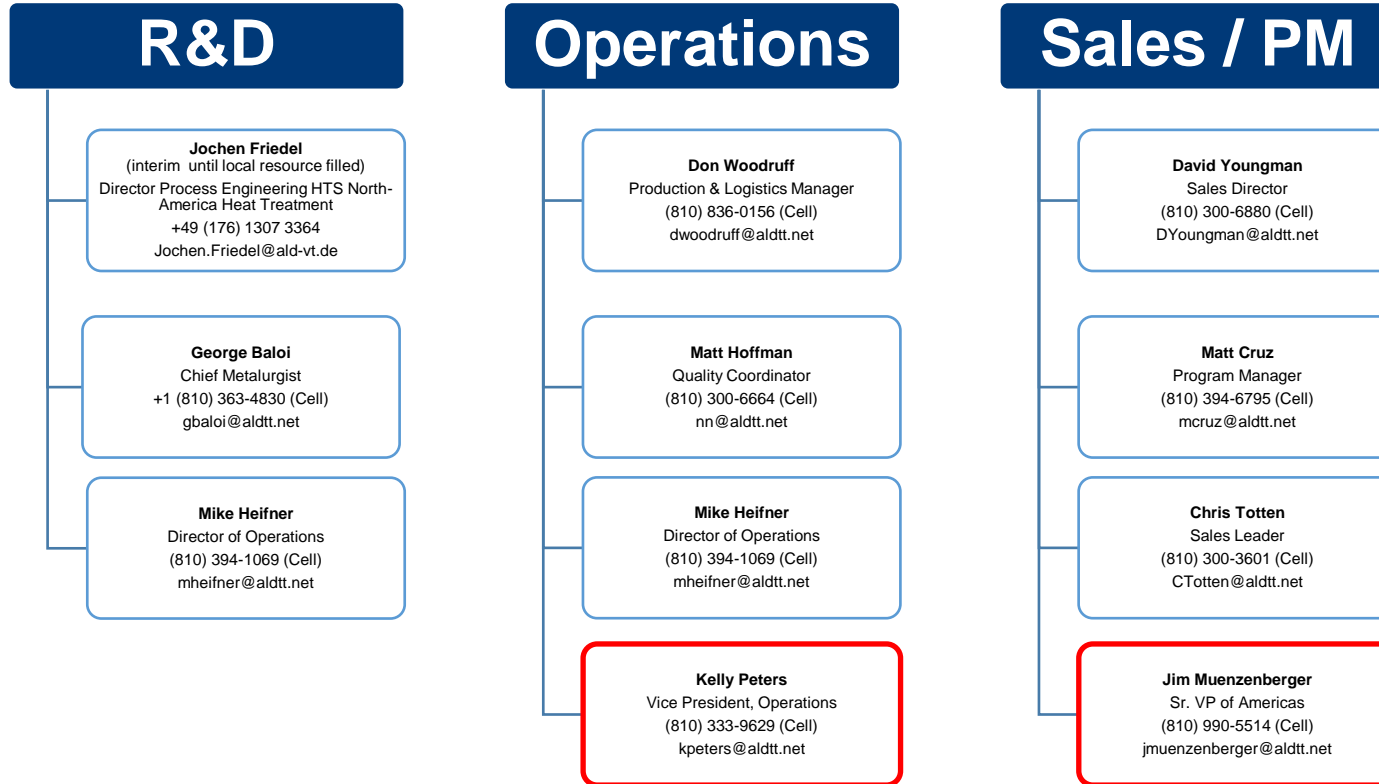 R&D
Jochen Friedel
(interim until local resource filled)
Director Process Engineering HTS North-
America Heat Treatment
+49 (176) 1307 3364
Jochen.Friedel@ald-vt.de
George Baloi
Chief Metalurgist
+1 (810) 363-4830 (Cell)
gbaloi@aldtt.net
Mike Heifner
Director of Operations
(810) 394-1069 (Cell)
mheifner@aldtt.net
Operations
Don Woodruff
Production & Logistics Manager
(810) 836-0156 (Cell)
dwoodruff@aldtt.net
Matt Hoffman
Quality Coordinator
(810) 300-6664 (Cell)
nn@aldtt.net
Mike Heifner
Director of Operations
(810) 394-1069 (Cell)
mheifner@aldtt.net
Kelly Peters
Vice President, Operations
(810) 333-9629 (Cell)
kpeters@aldtt.net
Sales / PM
David Youngman
Sales Director
(810) 300-6880 (Cell)
DYoungman@aldtt.net
Matt Cruz
Program Manager
(810) 394-6795 (Cell)
mcruz@aldtt.net
Chris Totten
Sales Leader
(810) 300-3601 (Cell)
CTotten@aldtt.net
Jim Muenzenberger
Sr. VP of Americas
(810) 990-5514 (Cell)
jmuenzenberger@aldtt.net